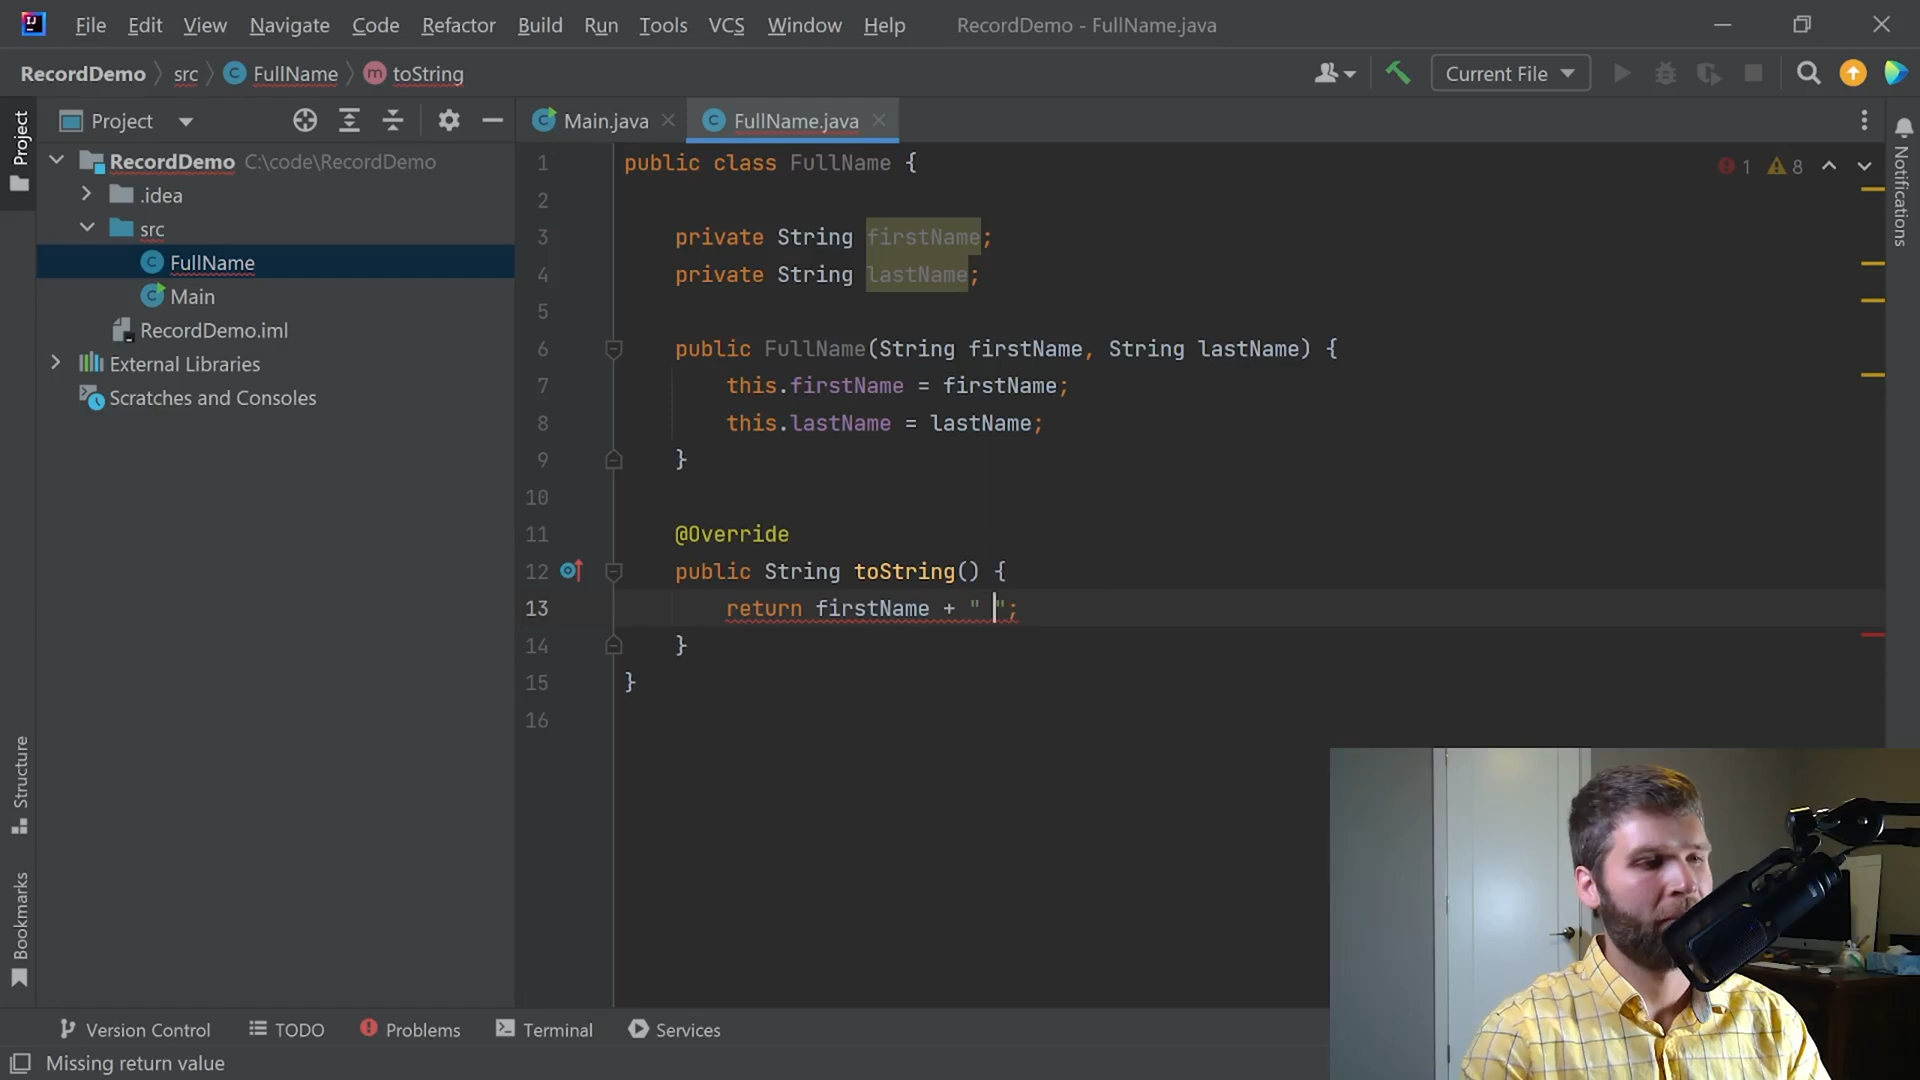 File Edit View Navigate Code Refactor Build Run Tools VCS Window Help RecordDemo - FullName.java
RecordDemo src FullName toString Current File
Project Main.java FullName.java
Project
RecordDemo C:\code\RecordDemo
.idea
src
FullName
Main
RecordDemo.iml
External Libraries
Scratches and Consoles
Structure
Bookmarks
1 public class FullName {
2
3 private String firstName;
4 private String lastName;
5
6 public FullName(String firstName, String lastName) {
7 this.firstName = firstName;
8 this.lastName = lastName;
9 }
10
11 @Override
12 public String toString() {
13 return firstName + " ";
14 }
15 }
16
1 8
Notifications
Version Control TODO Problems Terminal Services
Missing return value